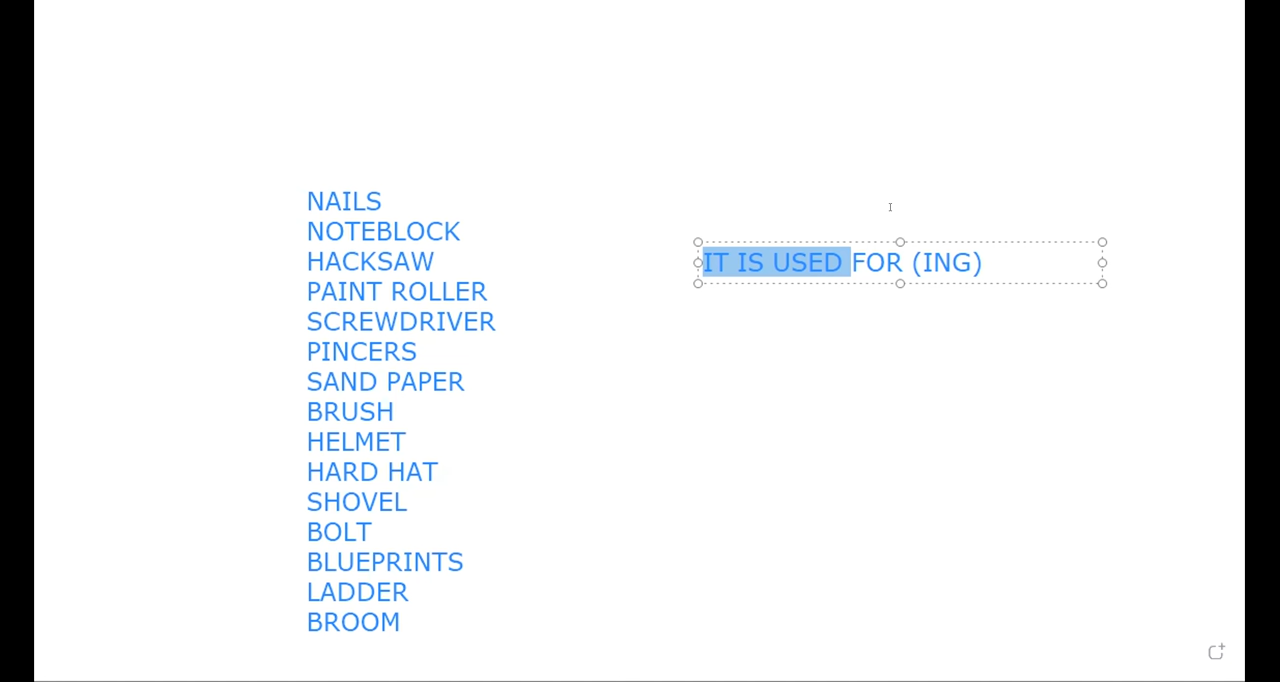 NAILS
NOTEBLOCK
HACKSAW
PAINT ROLLER
SCREWDRIVER
PINCERS
SAND PAPER
BRUSH
HELMET
HARD HAT
SHOVEL
BOLT
BLUEPRINTS
LADDER
BROOM
IT IS USED FOR (ING)